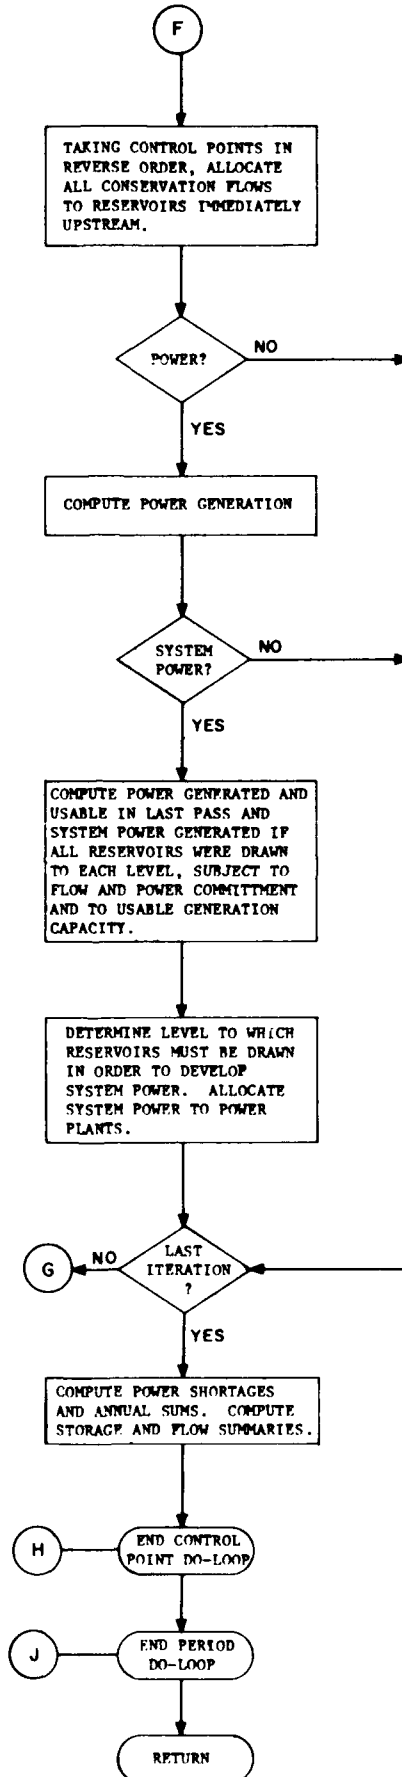 F
TAKING CONTROL POINTS IN
REVERSE ORDER, ALLOCATE
ALL CONSERVATION FLOWS
TO RESERVOIRS IMMEDIATELY
UPSTREAM.
POWER?
NO
YES
COMPUTE POWER GENERATION
SYSTEM
POWER?
NO
YES
COMPUTE POWER GENERATED AND
USABLE IN LAST PASS AND
SYSTEM POWER GENERATED IF
ALL RESERVOIRS WERE DRAWN
TO EACH LEVEL, SUBJECT TO
FLOW AND POWER COMMITTMENT
AND TO USABLE GENERATION
CAPACITY.
DETERMINE LEVEL TO WHICH
RESERVOIRS MUST BE DRAWN
IN ORDER TO DEVELOP
SYSTEM POWER. ALLOCATE
SYSTEM POWER TO POWER
PLANTS.
G
NO
LAST
ITERATION
?
YES
COMPUTE POWER SHORTAGES
AND ANNUAL SUMS. COMPUTE
STORAGE AND FLOW SUMMARIES.
H
END CONTROL
POINT DO-LOOP
J
END PERIOD
DO-LOOP
RETURN